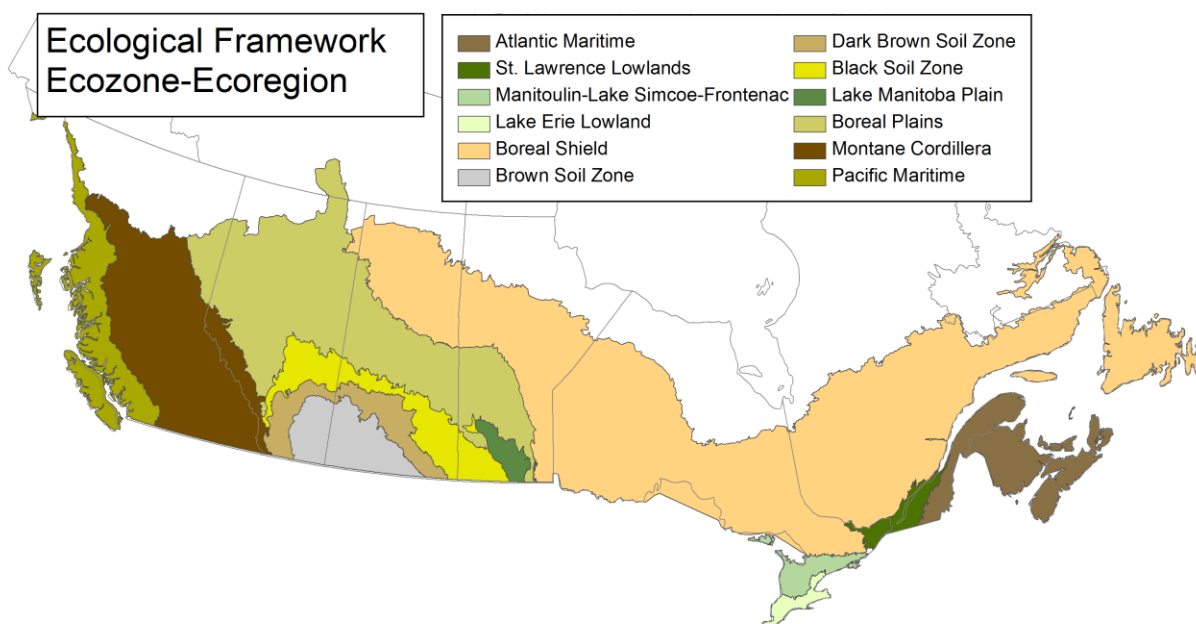 Ecological Framework
Ecozone-Ecoregion
Atlantic Maritime
St. Lawrence Lowlands
Manitoulin-Lake Simcoe-Frontenac
Lake Erie Lowland
Boreal Shield
Brown Soil Zone
Dark Brown Soil Zone
Black Soil Zone
Lake Manitoba Plain
Boreal Plains
Montane Cordillera
Pacific Maritime